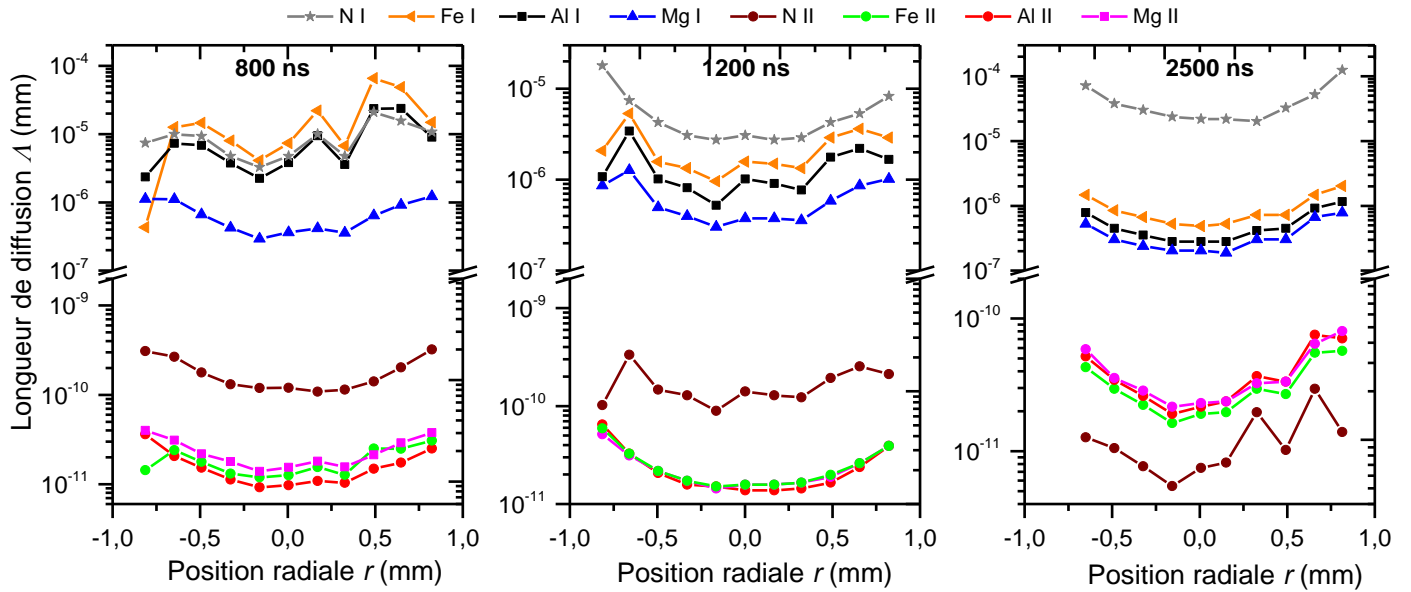 N I Fe I Al I Mg I N II Fe II Al II Mg II
800 ns 1200 ns 2500 ns
Longueur de diffusion Λ (mm)
10⁻⁴ 10⁻⁵ 10⁻⁶ 10⁻⁷ 10⁻⁹ 10⁻¹⁰ 10⁻¹¹
10⁻⁵ 10⁻⁶ 10⁻⁷ 10⁻⁹ 10⁻¹⁰ 10⁻¹¹
10⁻⁴ 10⁻⁵ 10⁻⁶ 10⁻⁷ 10⁻¹⁰ 10⁻¹¹
-1,0 -0,5 0,0 0,5 1,0 -1,0 -0,5 0,0 0,5 1,0 -1,0 -0,5 0,0 0,5 1,0
Position radiale r (mm) Position radiale r (mm) Position radiale r (mm)